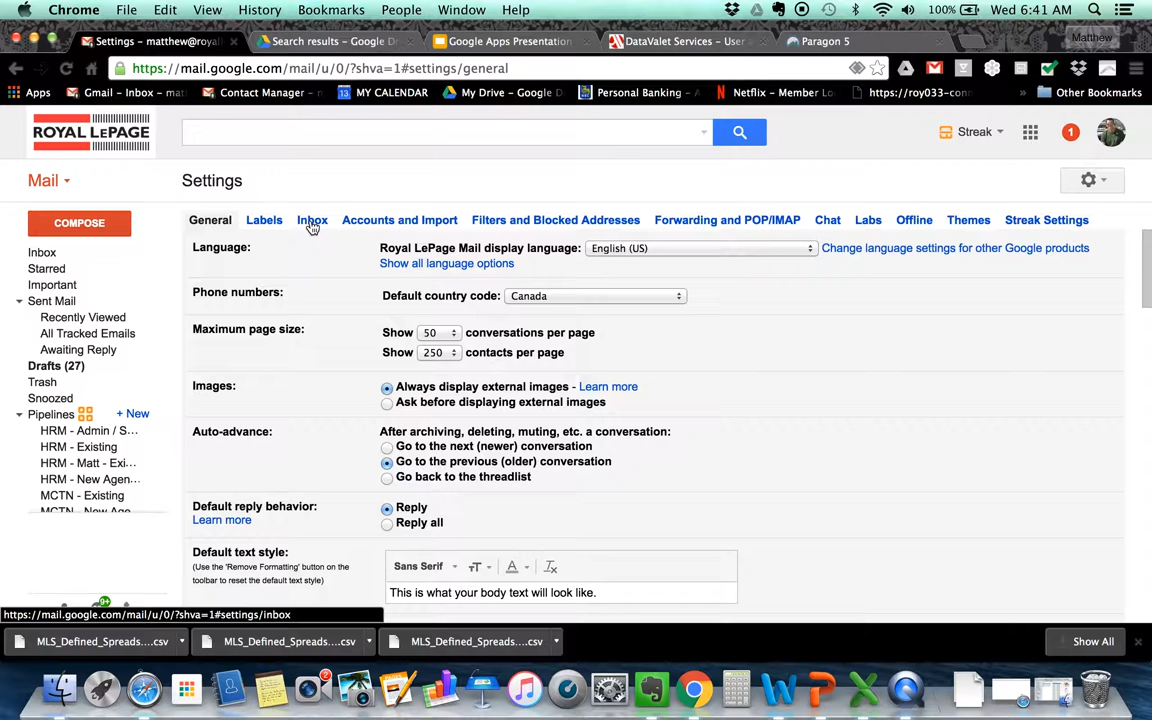 Chrome File Edit View History Bookmarks People Window Help 100% Wed 6:41 AM
Settings - matthew@royal Search results - Google D Google Apps Presentation DataValet Services - User a Paragon 5 Matthew
https://mail.google.com/mail/u/0/?shva=1#settings/general
Apps Gmail - Inbox - mat Contact Manager - MY CALENDAR My Drive - Google D Personal Banking - Netflix - Member Lo https://roy033-conn » Other Bookmarks
ROYAL LEPAGE Streak 1
Mail Settings
COMPOSE General Labels Inbox Accounts and Import Filters and Blocked Addresses Forwarding and POP/IMAP Chat Labs Offline Themes Streak Settings
Inbox
Starred
Important
Sent Mail
Recently Viewed
All Tracked Emails
Awaiting Reply
Drafts (27)
Trash
Snoozed
Pipelines + New
HRM - Admin / S...
HRM - Existing
HRM - Matt - Exi...
HRM - New Agen...
MCTN - Existing
MCTN - New Age
9+
Language: Royal LePage Mail display language: English (US) Change language settings for other Google products
Show all language options
Phone numbers: Default country code: Canada
Maximum page size: Show 50 conversations per page
Show 250 contacts per page
Images: Always display external images - Learn more
Ask before displaying external images
Auto-advance: After archiving, deleting, muting, etc. a conversation:
Go to the next (newer) conversation
Go to the previous (older) conversation
Go back to the threadlist
Default reply behavior: Reply
Learn more Reply all
Default text style:
(Use the 'Remove Formatting' button on the toolbar to reset the default text style)
Sans Serif
This is what your body text will look like.
https://mail.google.com/mail/u/0/?shva=1#settings/inbox
MLS_Defined_Spreads....csv MLS_Defined_Spreads....csv MLS_Defined_Spreads....csv Show All
2